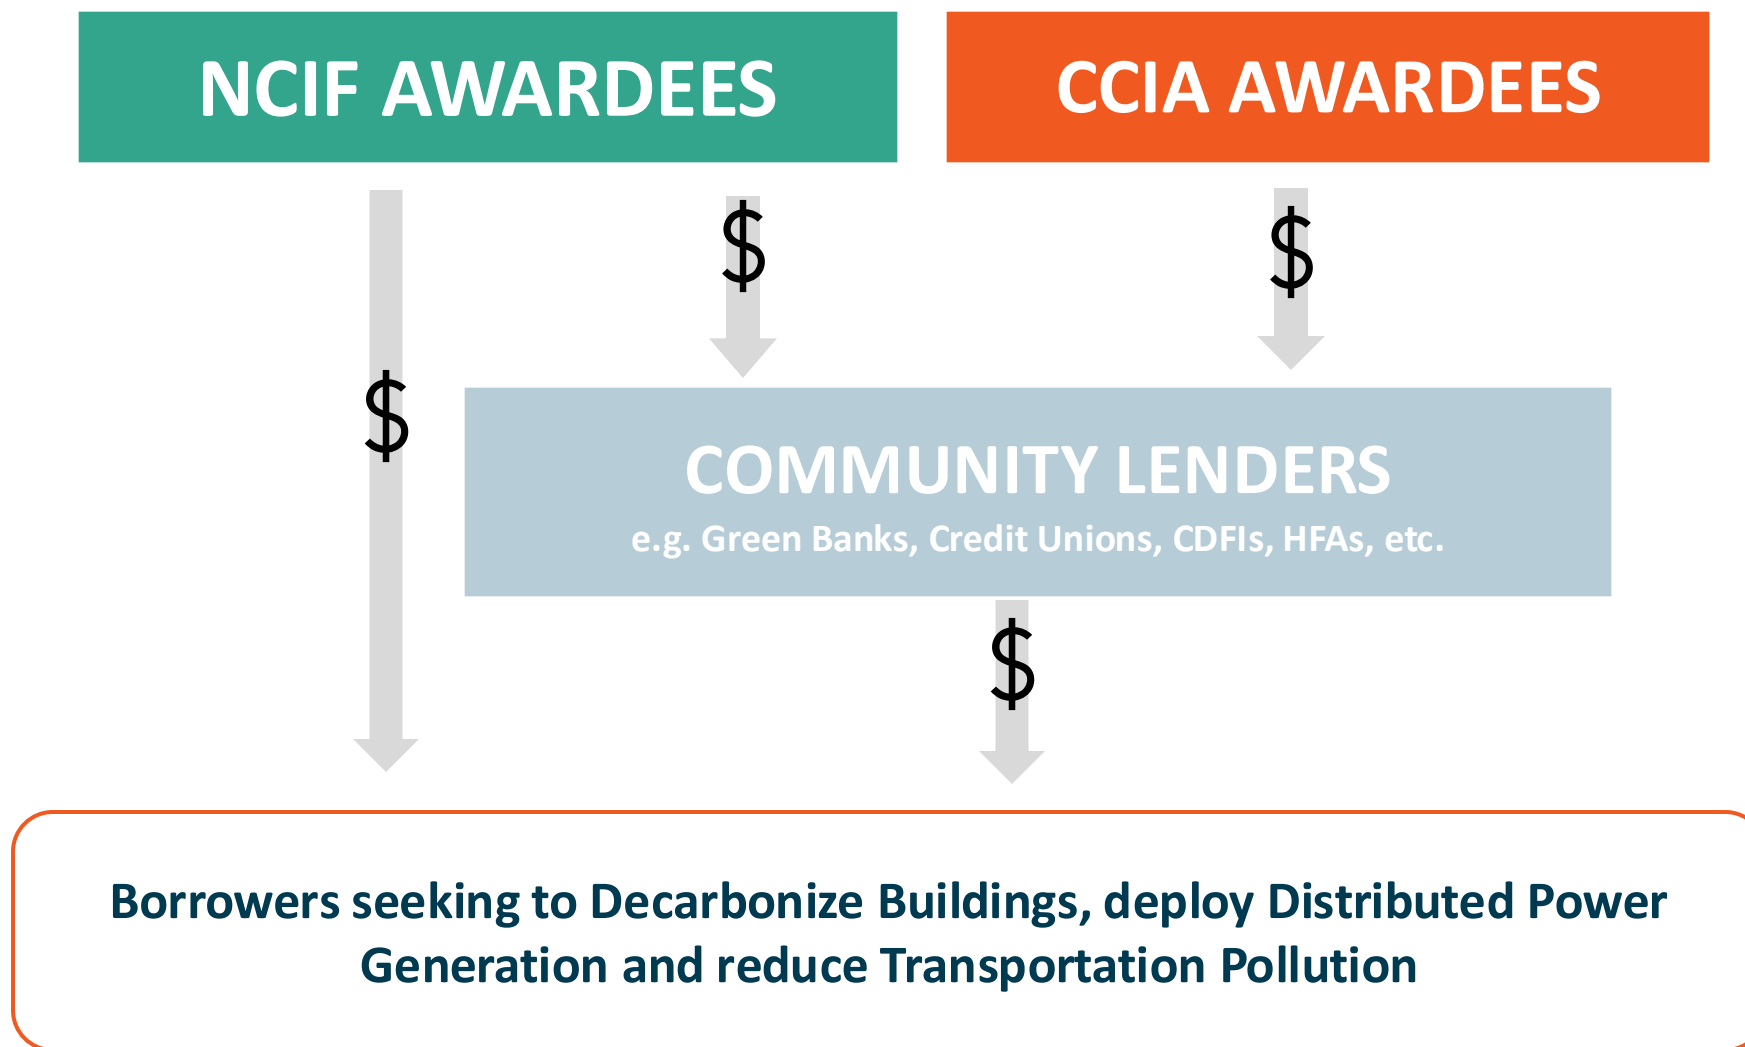 NCIF AWARDEES
CCIA AWARDEES
$
$
$
COMMUNITY LENDERS
e.g. Green Banks, Credit Unions, CDFIs, HFAs, etc.
$
Borrowers seeking to Decarbonize Buildings, deploy Distributed Power
Generation and reduce Transportation Pollution